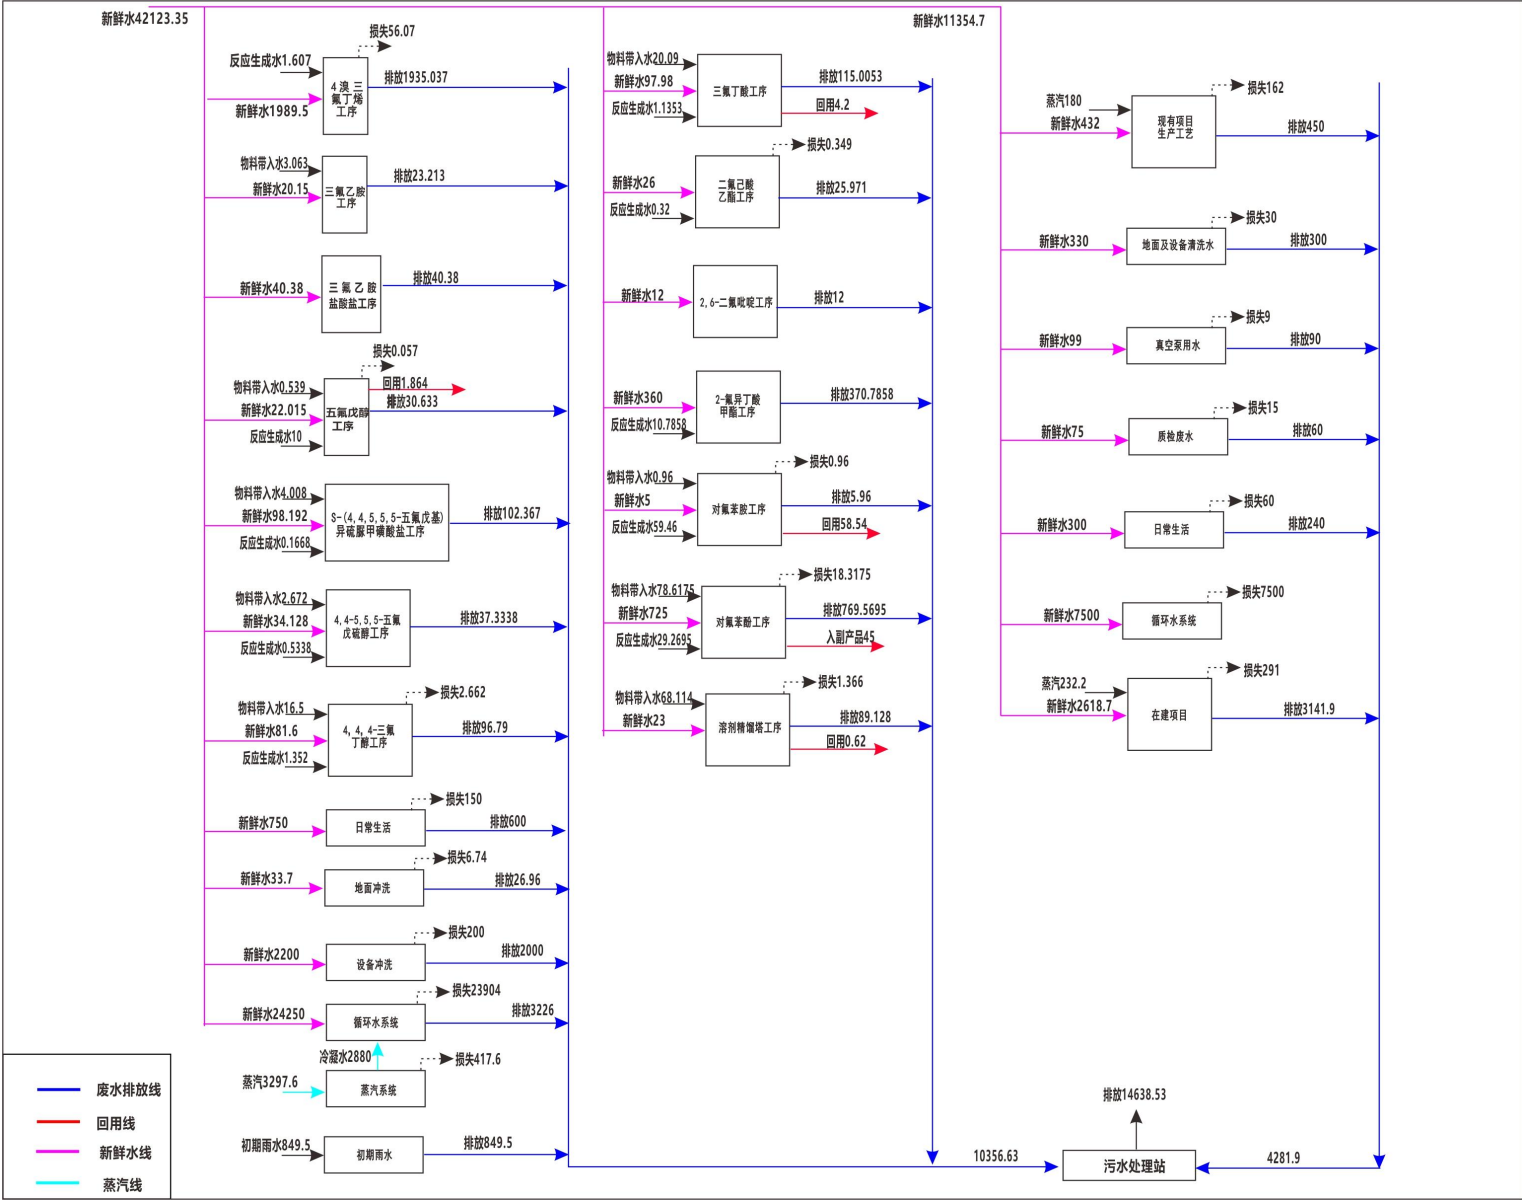 新鲜水42123.35
新鲜水11354.7
损失56.07
反应生成水1.607
排放1935.037
4 溴 三
氟丁烯
工序
新鲜水1989.5
物料带入水3.063
排放23.213
新鲜水20.15
三氟乙胺
工序
排放40.38
新鲜水40.38
三 氟 乙 胺
盐酸盐工序
损失0.057
回用1.864
物料带入水0.539
排放30.633
新鲜水22.015
五氟戊醇
工序
反应生成水10
物料带入水4.008
新鲜水98.192
S-(4,4,5,5,5-五氟戊基)
异硫脲甲磺酸盐工序
排放102.367
反应生成水0.1668
物料带入水2.672
新鲜水34.128
4,4-5,5,5-五氟
戊硫醇工序
排放37.3338
反应生成水0.5338
损失2.662
物料带入水16.5
新鲜水81.6
4, 4, 4-三氟
丁醇工序
排放96.79
反应生成水1.352
损失150
新鲜水750
日常生活
排放600
损失6.74
新鲜水33.7
地面冲洗
排放26.96
损失200
新鲜水2200
设备冲洗
排放2000
损失23904
新鲜水24250
循环水系统
排放3226
冷凝水2880
损失417.6
蒸汽3297.6
蒸汽系统
初期雨水849.5
初期雨水
排放849.5
物料带入水20.09
新鲜水97.98
三氟丁酸工序
排放115.0053
回用4.2
反应生成水1.1353
损失0.349
新鲜水26
二氟己酸
乙酯工序
排放25.971
反应生成水0.32
新鲜水12
2,6-二氟吡啶工序
排放12
新鲜水360
2-氟异丁酸
甲酯工序
排放370.7858
反应生成水10.7858
损失0.96
物料带入水0.96
新鲜水5
对氟苯胺工序
排放5.96
回用58.54
反应生成水59.46
损失18.3175
物料带入水78.6175
新鲜水725
对氟苯酚工序
排放769.5695
入副产品45
反应生成水29.2695
损失1.366
物料带入水68.114
新鲜水23
溶剂精馏塔工序
排放89.128
回用0.62
损失162
蒸汽180
新鲜水432
现有项目
生产工艺
排放450
损失30
新鲜水330
地面及设备清洗水
排放300
损失9
新鲜水99
真空泵用水
排放90
损失15
新鲜水75
质检废水
排放60
损失60
新鲜水300
日常生活
排放240
损失7500
新鲜水7500
循环水系统
损失291
蒸汽232.2
新鲜水2618.7
在建项目
排放3141.9
排放14638.53
10356.63
污水处理站
4281.9
废水排放线
回用线
新鲜水线
蒸汽线